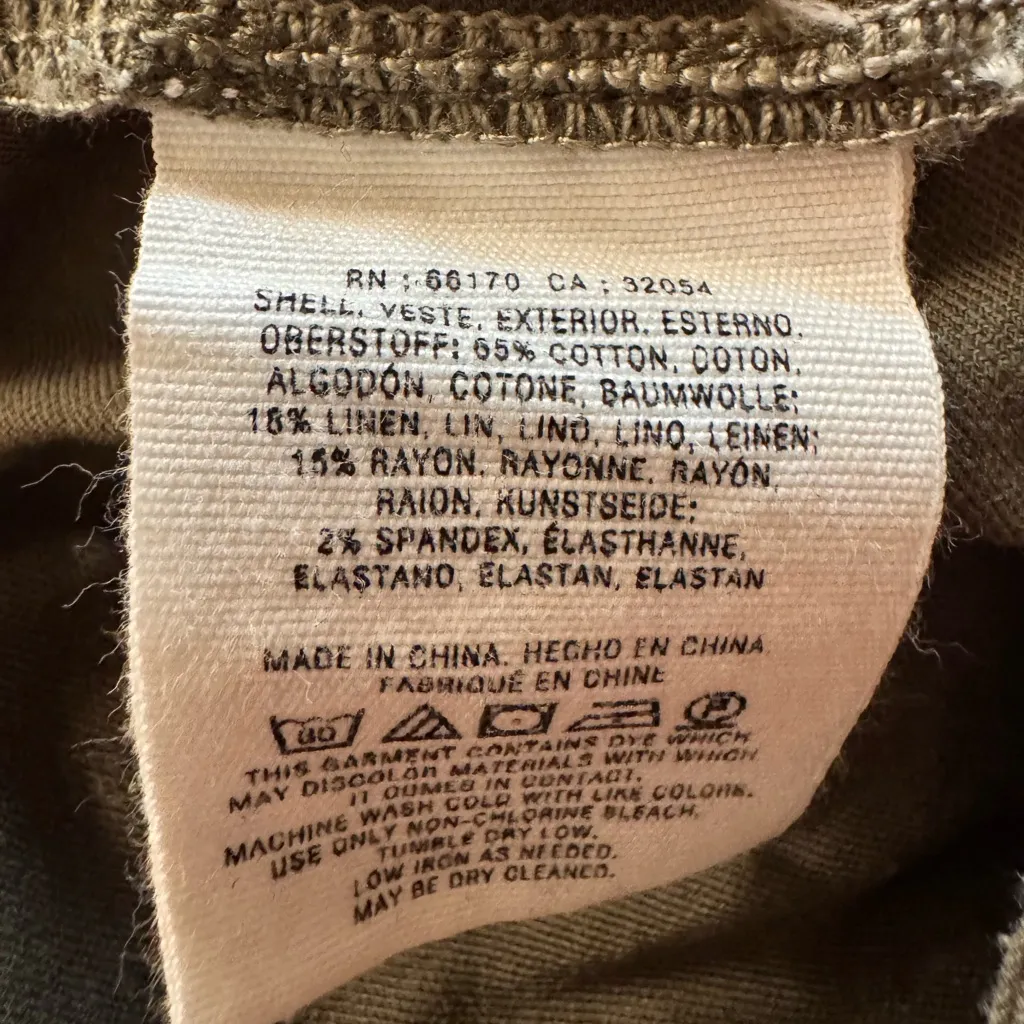 RN : 66170 CA : 32054
SHELL, VESTE, EXTERIOR, ESTERNO,
OBERSTOFF: 65% COTTON, COTON,
ALGODÓN, COTONE, BAUMWOLLE;
18% LINEN, LIN, LINO, LINO, LEINEN;
15% RAYON, RAYONNE, RAYÓN,
RAION, KUNSTSEIDE;
2% SPANDEX, ÉLASTHANNE,
ELASTANO, ELASTAN, ELASTAN
MADE IN CHINA. HECHO EN CHINA
FABRIQUÉ EN CHINE
30 P
THIS GARMENT CONTAINS DYE WHICH
MAY DISCOLOR MATERIALS WITH WHICH
IT COMES IN CONTACT.
MACHINE WASH COLD WITH LIKE COLORS.
USE ONLY NON-CHLORINE BLEACH.
TUMBLE DRY LOW.
LOW IRON AS NEEDED.
MAY BE DRY CLEANED.